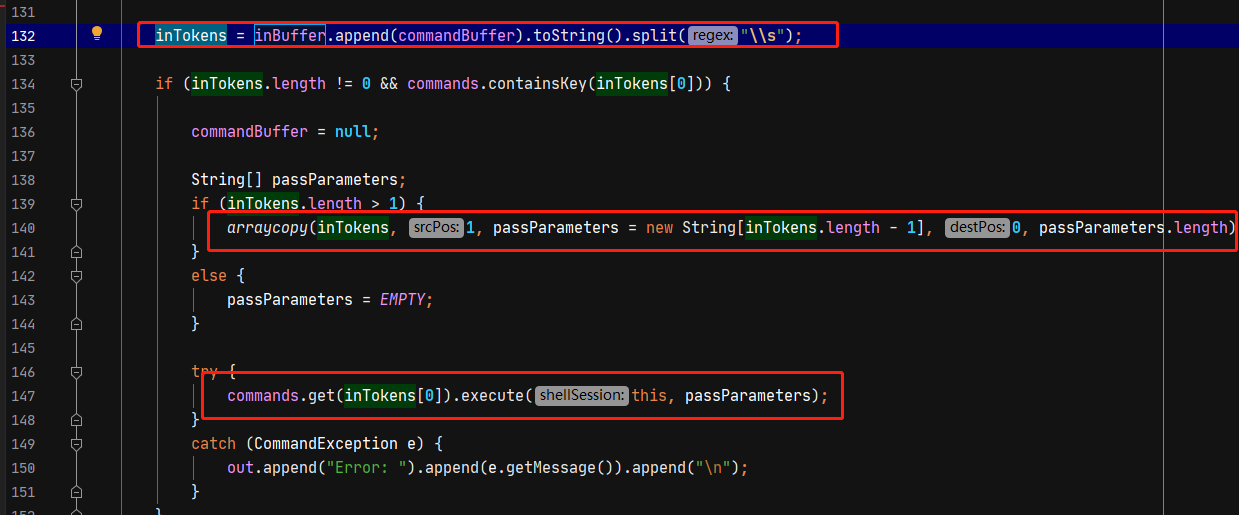 131
132 inTokens = inBuffer.append(commandBuffer).toString().split( regex: "\\s");
133
134 if (inTokens.length != 0 && commands.containsKey(inTokens[0])) {
135
136 commandBuffer = null;
137
138 String[] passParameters;
139 if (inTokens.length > 1) {
140 arraycopy(inTokens, srcPos: 1, passParameters = new String[inTokens.length - 1], destPos: 0, passParameters.length)
141 }
142 else {
143 passParameters = EMPTY;
144 }
145
146 try {
147 commands.get(inTokens[0]).execute( shellSession: this, passParameters);
148 }
149 catch (CommandException e) {
150 out.append("Error: ").append(e.getMessage()).append("\n");
151 }